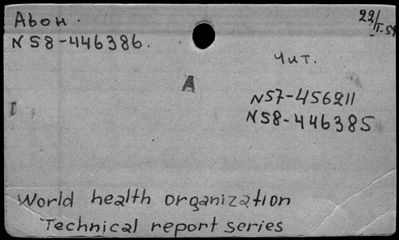 Абон.
N58-446386.
22/II-59
Чит.
A
N57-456211
N58-446385
World health organization
Technical report series